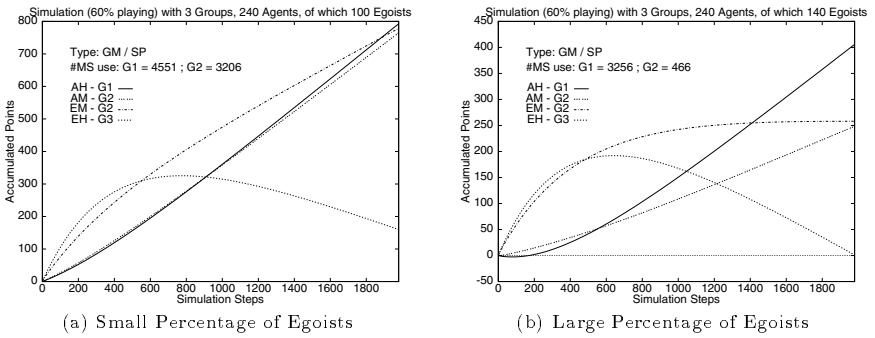 Simulation (60% playing) with 3 Groups, 240 Agents, of which 100 Egoists
800
700
600
500
400
300
200
100
0
Accumulated Points
Type: GM / SP
#MS use: G1 = 4551 ; G2 = 3206
AH - G1
AM - G2
EM - G2
EH - G3
0 200 400 600 800 1000 1200 1400 1600 1800
Simulation Steps
(a) Small Percentage of Egoists
Simulation (60% playing) with 3 Groups, 240 Agents, of which 140 Egoists
450
400
350
300
250
200
150
100
50
0
-50
Accumulated Points
Type: GM / SP
#MS use: G1 = 3256 ; G2 = 466
AH - G1
AM - G2
EM - G2
EH - G3
0 200 400 600 800 1000 1200 1400 1600 1800
Simulation Steps
(b) Large Percentage of Egoists